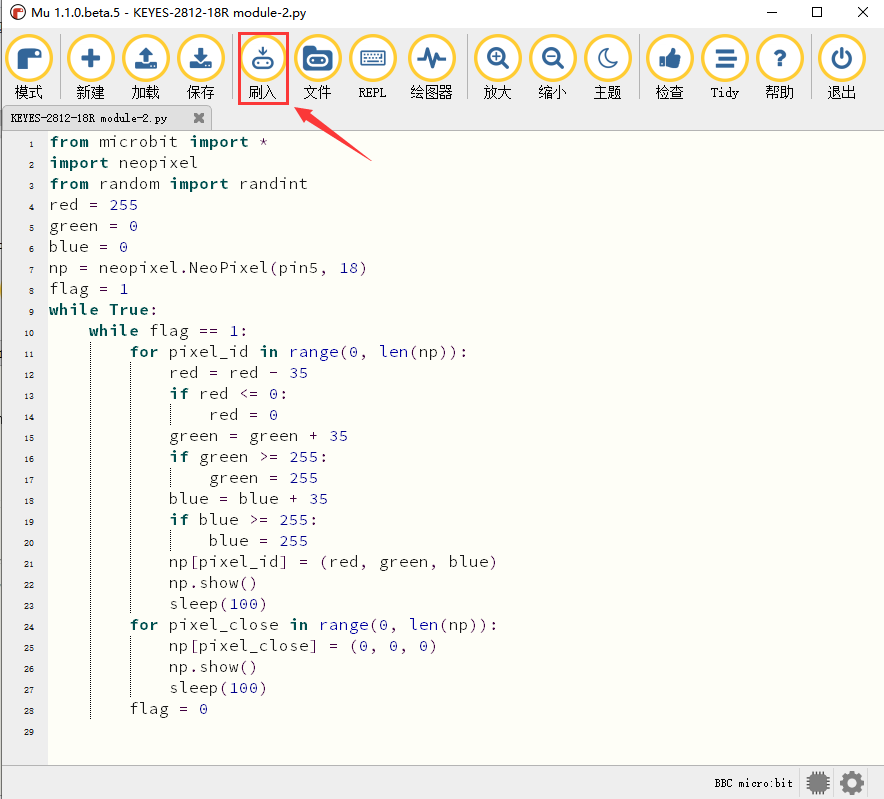 Mu 1.1.0.beta.5 - KEYES-2812-18R module-2.py
模式 新建 加载 保存 刷入 文件 REPL 绘图器 放大 缩小 主题 检查 Tidy 帮助 退出
KEYES-2812-18R module-2.py
1 from microbit import *
2 import neopixel
3 from random import randint
4 red = 255
5 green = 0
6 blue = 0
7 np = neopixel.NeoPixel(pin5, 18)
8 flag = 1
9 while True:
10     while flag == 1:
11         for pixel_id in range(0, len(np)):
12             red = red - 35
13             if red <= 0:
14                 red = 0
15             green = green + 35
16             if green >= 255:
17                 green = 255
18             blue = blue + 35
19             if blue >= 255:
20                 blue = 255
21             np[pixel_id] = (red, green, blue)
22             np.show()
23             sleep(100)
24         for pixel_close in range(0, len(np)):
25             np[pixel_close] = (0, 0, 0)
26             np.show()
27             sleep(100)
28         flag = 0
29
BBC micro:bit